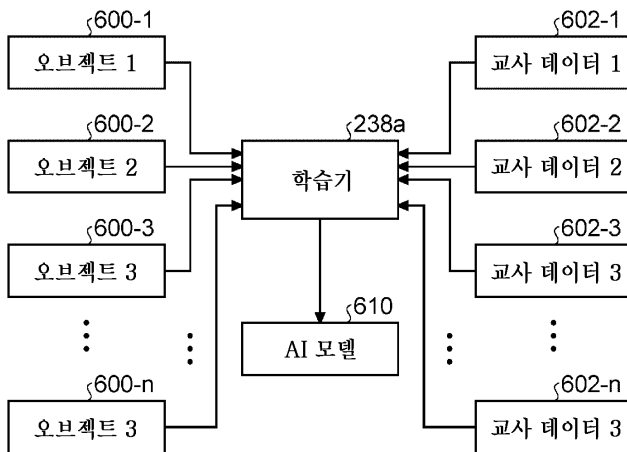 600-1
오브젝트 1
600-2
오브젝트 2
600-3
오브젝트 3
600-n
오브젝트 3
238a
학습기
610
AI 모델
602-1
교사 데이터 1
602-2
교사 데이터 2
602-3
교사 데이터 3
602-n
교사 데이터 3